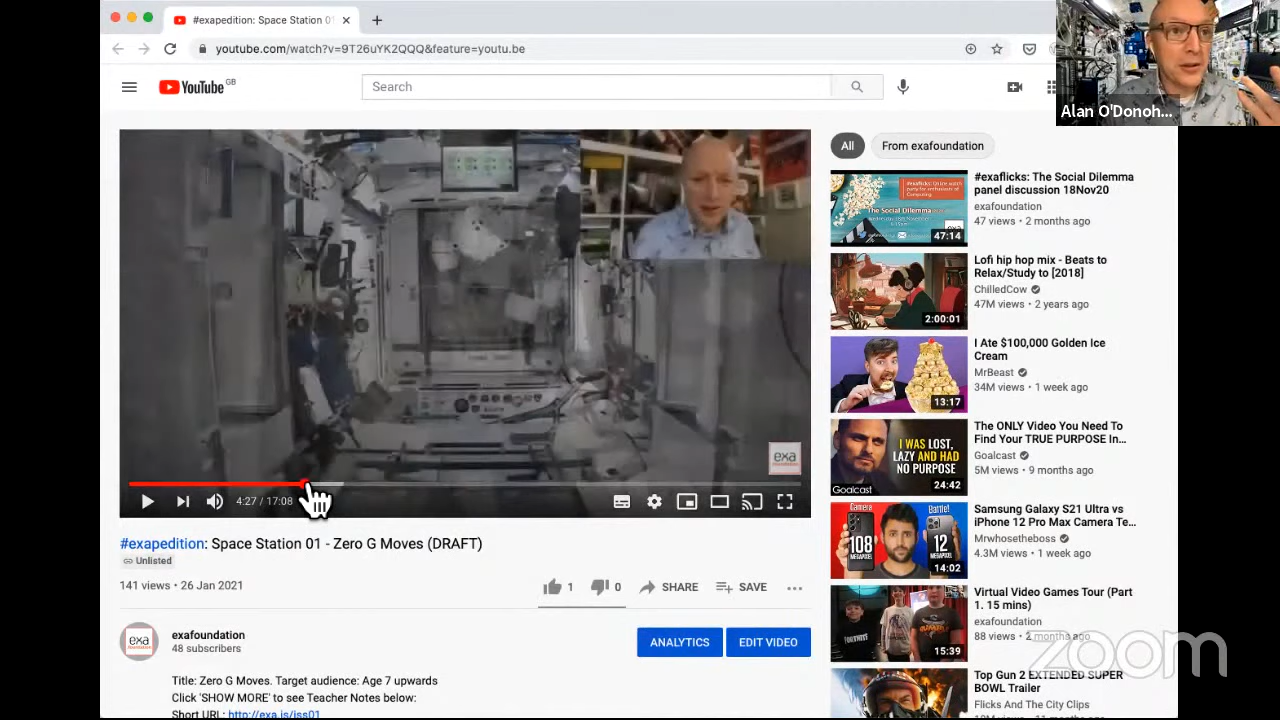 #exapedition: Space Station 01
youtube.com/watch?v=9T26uYK2QQQ&feature=youtu.be
YouTube GB
Search
Alan O'Donoh...
exa
4:27 / 17:08
#exapedition: Space Station 01 - Zero G Moves (DRAFT)
Unlisted
141 views • 26 Jan 2021
1
0
SHARE
SAVE
exa
exafoundation
48 subscribers
ANALYTICS
EDIT VIDEO
Title: Zero G Moves. Target audience: Age 7 upwards
Click 'SHOW MORE' to see Teacher Notes below:
Short URL: http://exa.is/iss01
All
From exafoundation
The Social Dilemma
47:14
#exaflicks: The Social Dilemma
panel discussion 18Nov20
exafoundation
47 views • 2 months ago
2:00:01
Lofi hip hop mix - Beats to
Relax/Study to [2018]
ChilledCow
47M views • 2 years ago
13:17
I Ate $100,000 Golden Ice
Cream
MrBeast
34M views • 1 week ago
I WAS LOST,
LAZY AND HAD
NO PURPOSE
Goalcast
24:42
The ONLY Video You Need To
Find Your TRUE PURPOSE In...
Goalcast
5M views • 9 months ago
Camera
Battle!
108
MEGAPIXEL
12
MEGAPIXEL
14:02
Samsung Galaxy S21 Ultra vs
iPhone 12 Pro Max Camera Te...
Mrwhosetheboss
4.3M views • 1 week ago
15:39
Virtual Video Games Tour (Part
1. 15 mins)
exafoundation
88 views • 2 months ago
zoom
Top Gun 2 EXTENDED SUPER
BOWL Trailer
Flicks And The City Clips